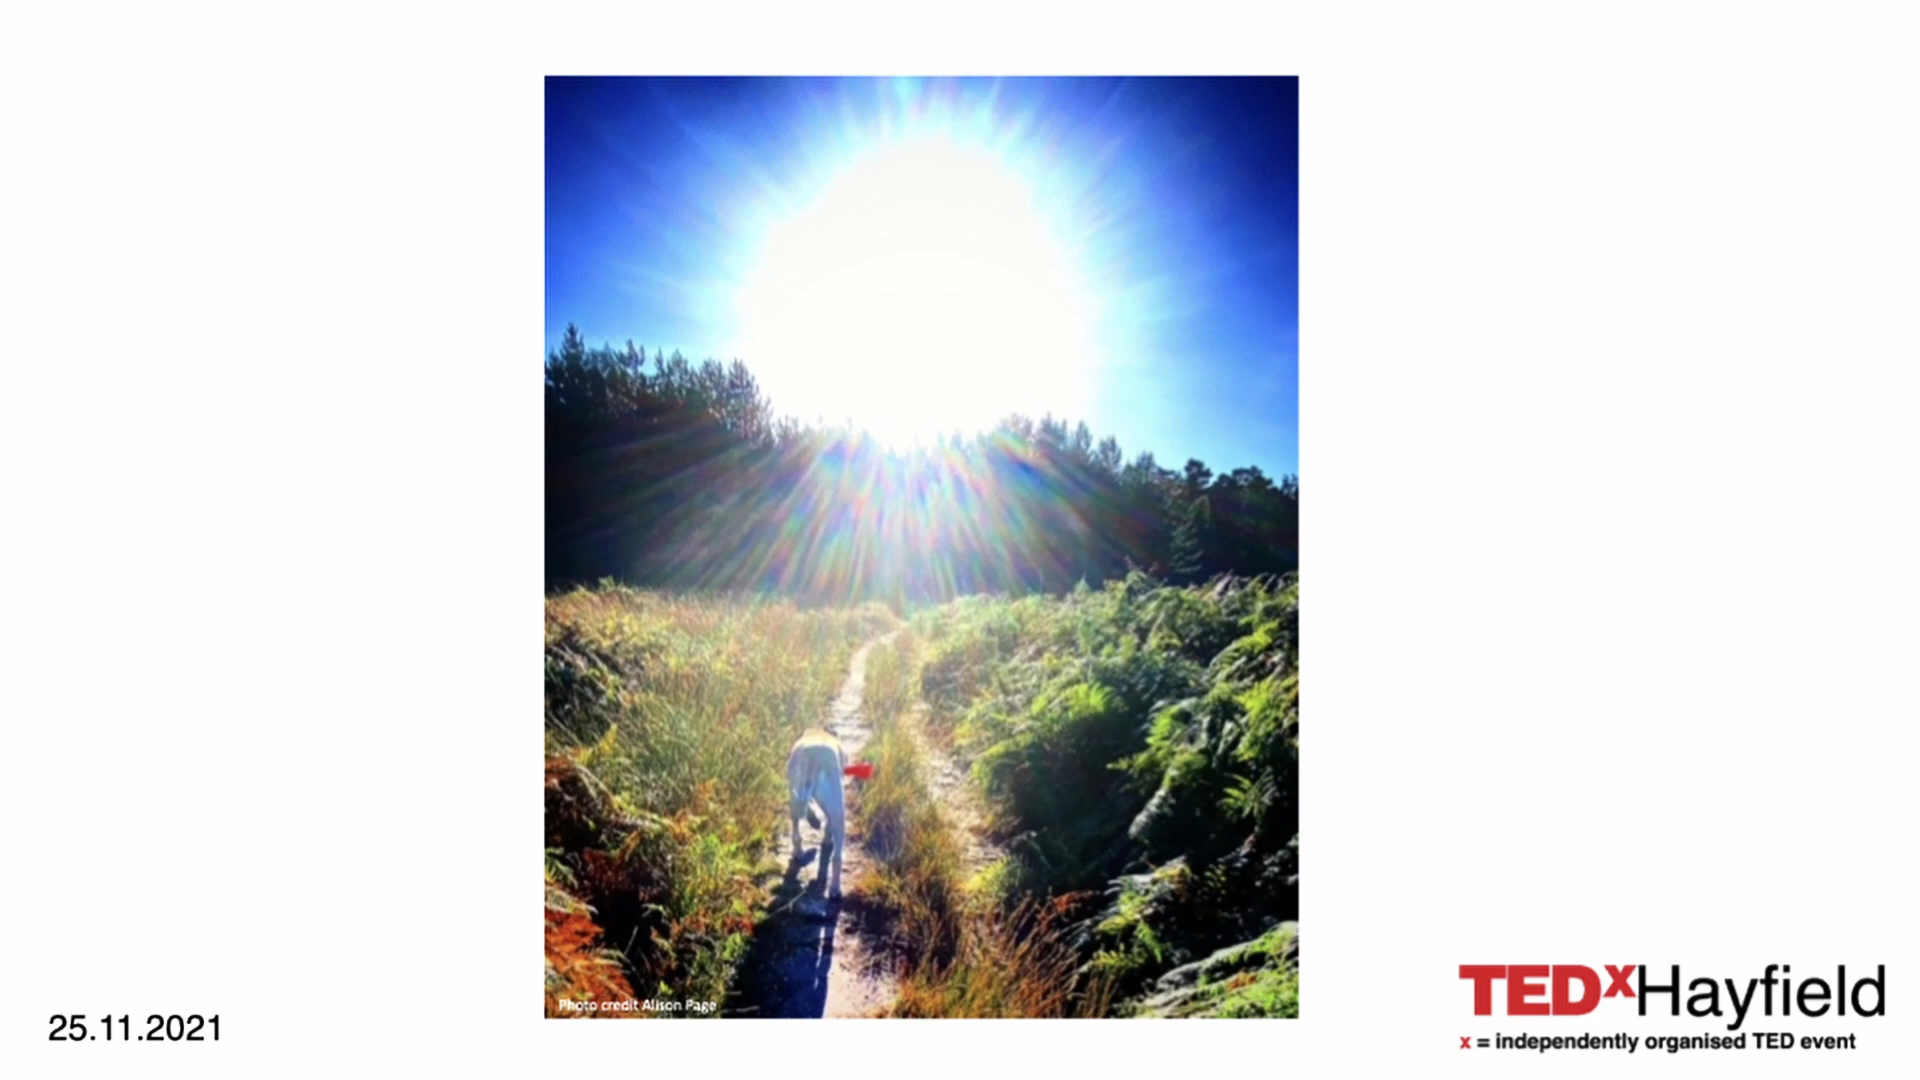 Photo credit Alison Page
25.11.2021
TEDxHayfield
x = independently organised TED event